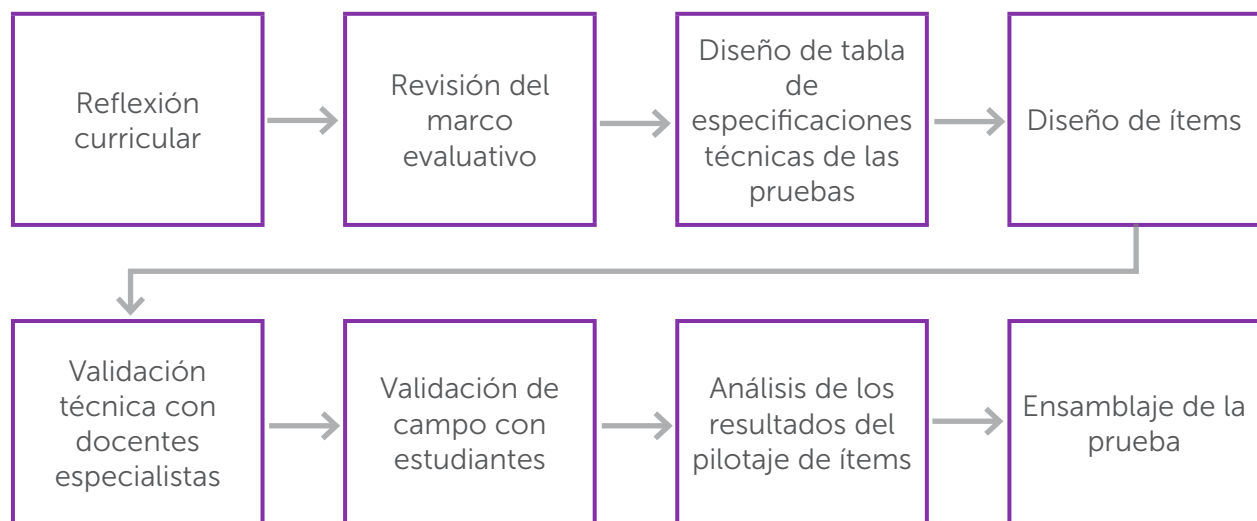 Reflexión
curricular
Revisión del
marco
evaluativo
Diseño de tabla
de
especificaciones
técnicas de las
pruebas
Diseño de ítems
Validación
técnica con
docentes
especialistas
Validación de
campo con
estudiantes
Análisis de los
resultados del
pilotaje de ítems
Ensamblaje de la
prueba